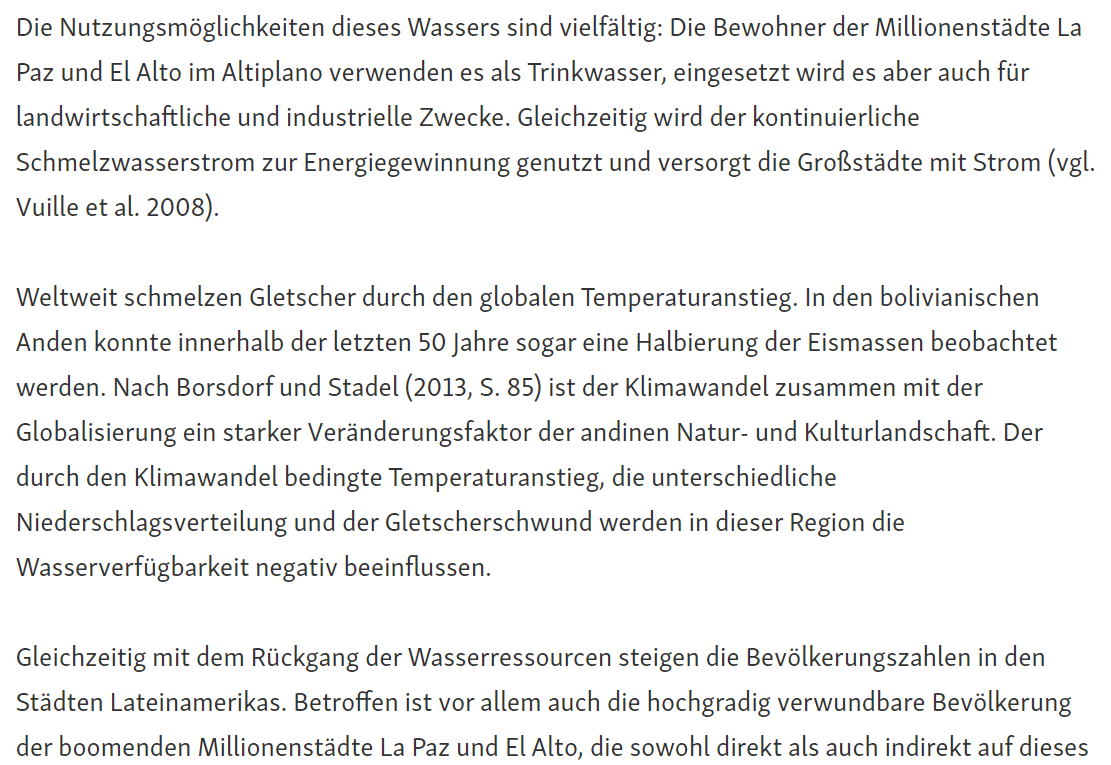 Die Nutzungsmöglichkeiten dieses Wassers sind vielfältig: Die Bewohner der Millionenstädte La
Paz und El Alto im Altiplano verwenden es als Trinkwasser, eingesetzt wird es aber auch für
landwirtschaftliche und industrielle Zwecke. Gleichzeitig wird der kontinuierliche
Schmelzwasserstrom zur Energiegewinnung genutzt und versorgt die Großstädte mit Strom (vgl.
Vuille et al. 2008).
Weltweit schmelzen Gletscher durch den globalen Temperaturanstieg. In den bolivianischen
Anden konnte innerhalb der letzten 50 Jahre sogar eine Halbierung der Eismassen beobachtet
werden. Nach Borsdorf und Stadel (2013, S. 85) ist der Klimawandel zusammen mit der
Globalisierung ein starker Veränderungsfaktor der andinen Natur- und Kulturlandschaft. Der
durch den Klimawandel bedingte Temperaturanstieg, die unterschiedliche
Niederschlagsverteilung und der Gletscherschwund werden in dieser Region die
Wasserverfügbarkeit negativ beeinflussen.
Gleichzeitig mit dem Rückgang der Wasserressourcen steigen die Bevölkerungszahlen in den
Städten Lateinamerikas. Betroffen ist vor allem auch die hochgradig verwundbare Bevölkerung
der boomenden Millionenstädte La Paz und El Alto, die sowohl direkt als auch indirekt auf dieses